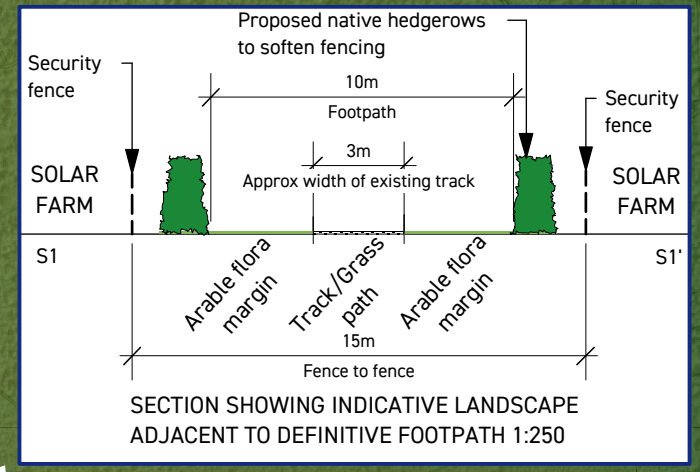 Proposed native hedgerows
to soften fencing
Security
fence
10m
Footpath
Security
fence
3m
Approx width of existing track
SOLAR
FARM
SOLAR
FARM
S1
S1'
Arable flora
margin
Track/Grass
path
Arable flora
margin
15m
Fence to fence
SECTION SHOWING INDICATIVE LANDSCAPE
ADJACENT TO DEFINITIVE FOOTPATH 1:250